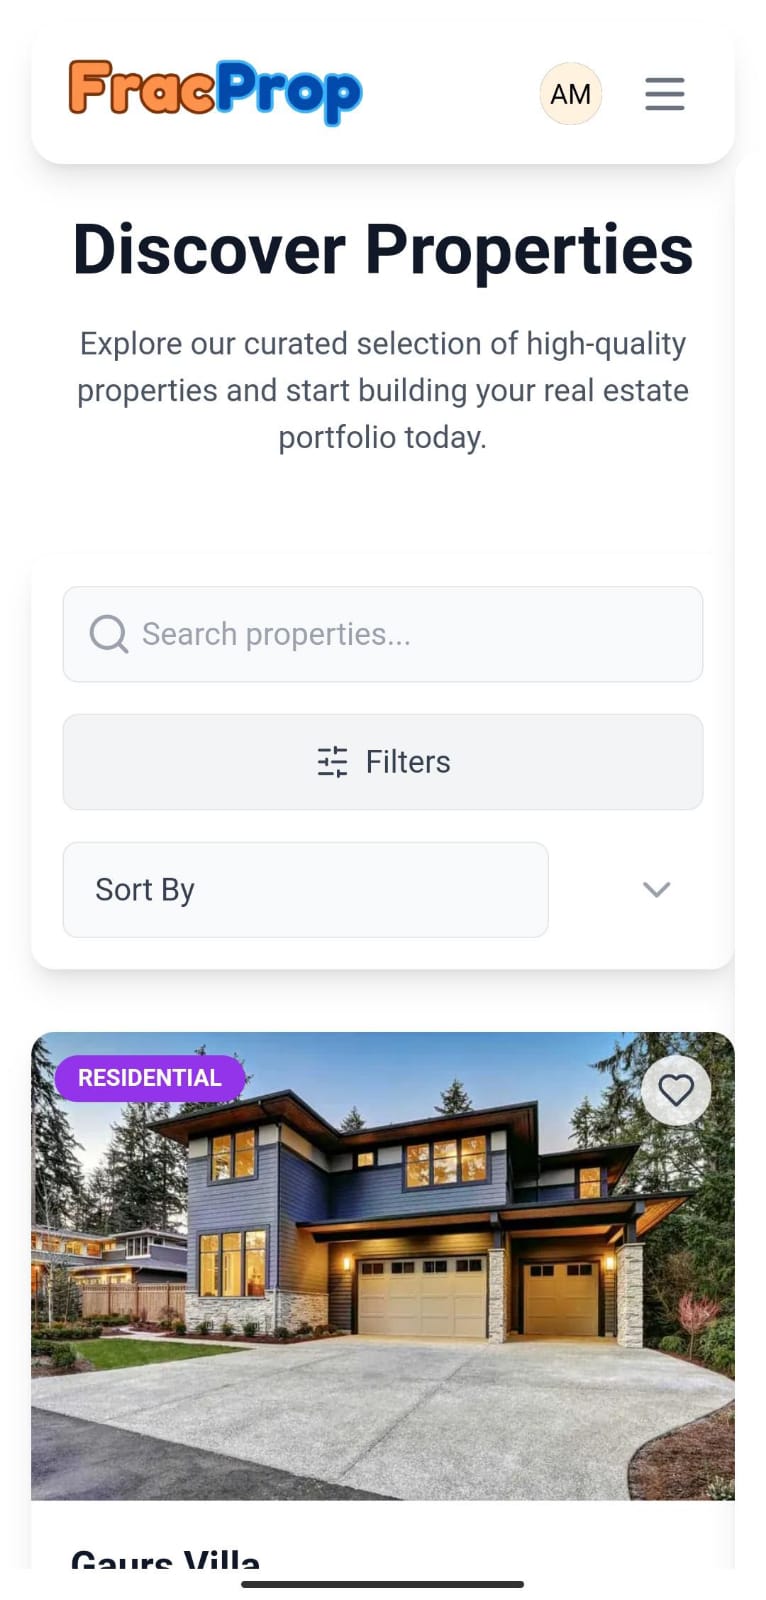 FracProp
AM
Discover Properties
Explore our curated selection of high-quality
properties and start building your real estate
portfolio today.
Search properties...
Filters
Sort By
RESIDENTIAL
Gaurs Villa